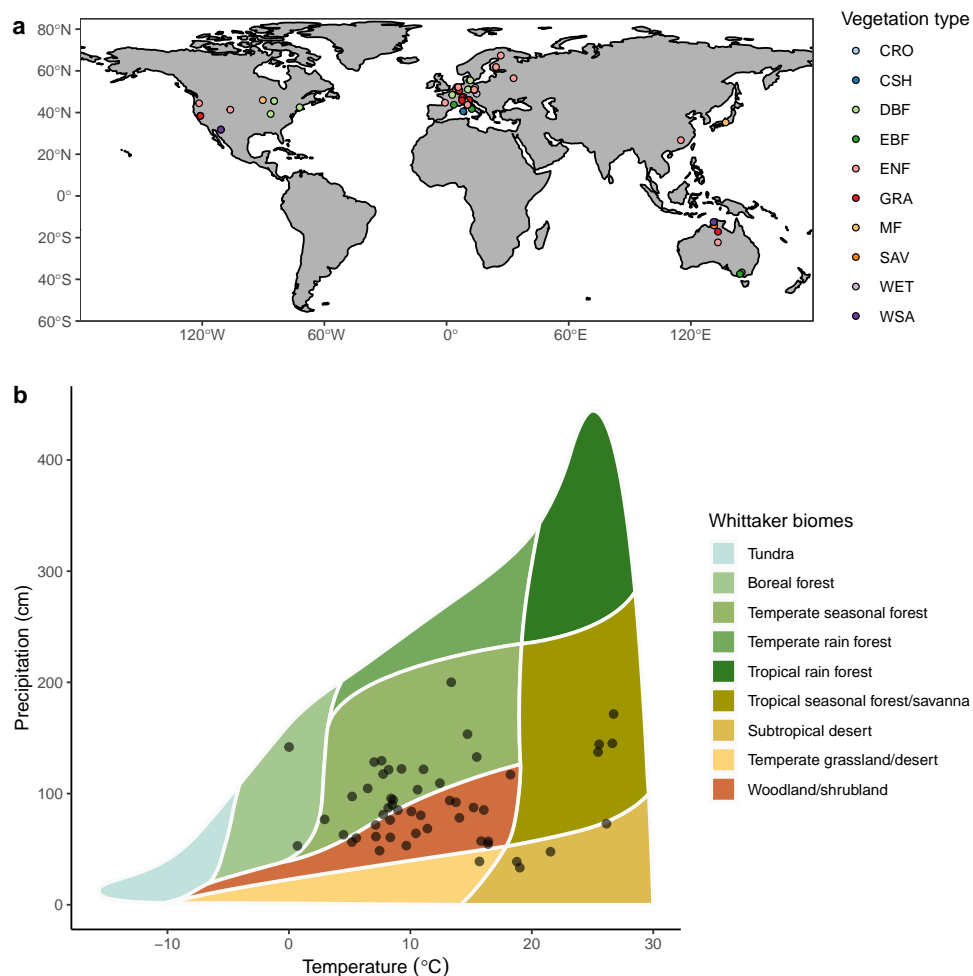 a
80°N
60°N
40°N
20°N
0°
20°S
40°S
60°S
120°W
60°W
0°
60°E
120°E
Vegetation type
CRO
CSH
DBF
EBF
ENF
GRA
MF
SAV
WET
WSA
b
Precipitation (cm)
400
300
200
100
0
−10
0
10
20
30
Temperature (°C)
Whittaker biomes
Tundra
Boreal forest
Temperate seasonal forest
Temperate rain forest
Tropical rain forest
Tropical seasonal forest/savanna
Subtropical desert
Temperate grassland/desert
Woodland/shrubland